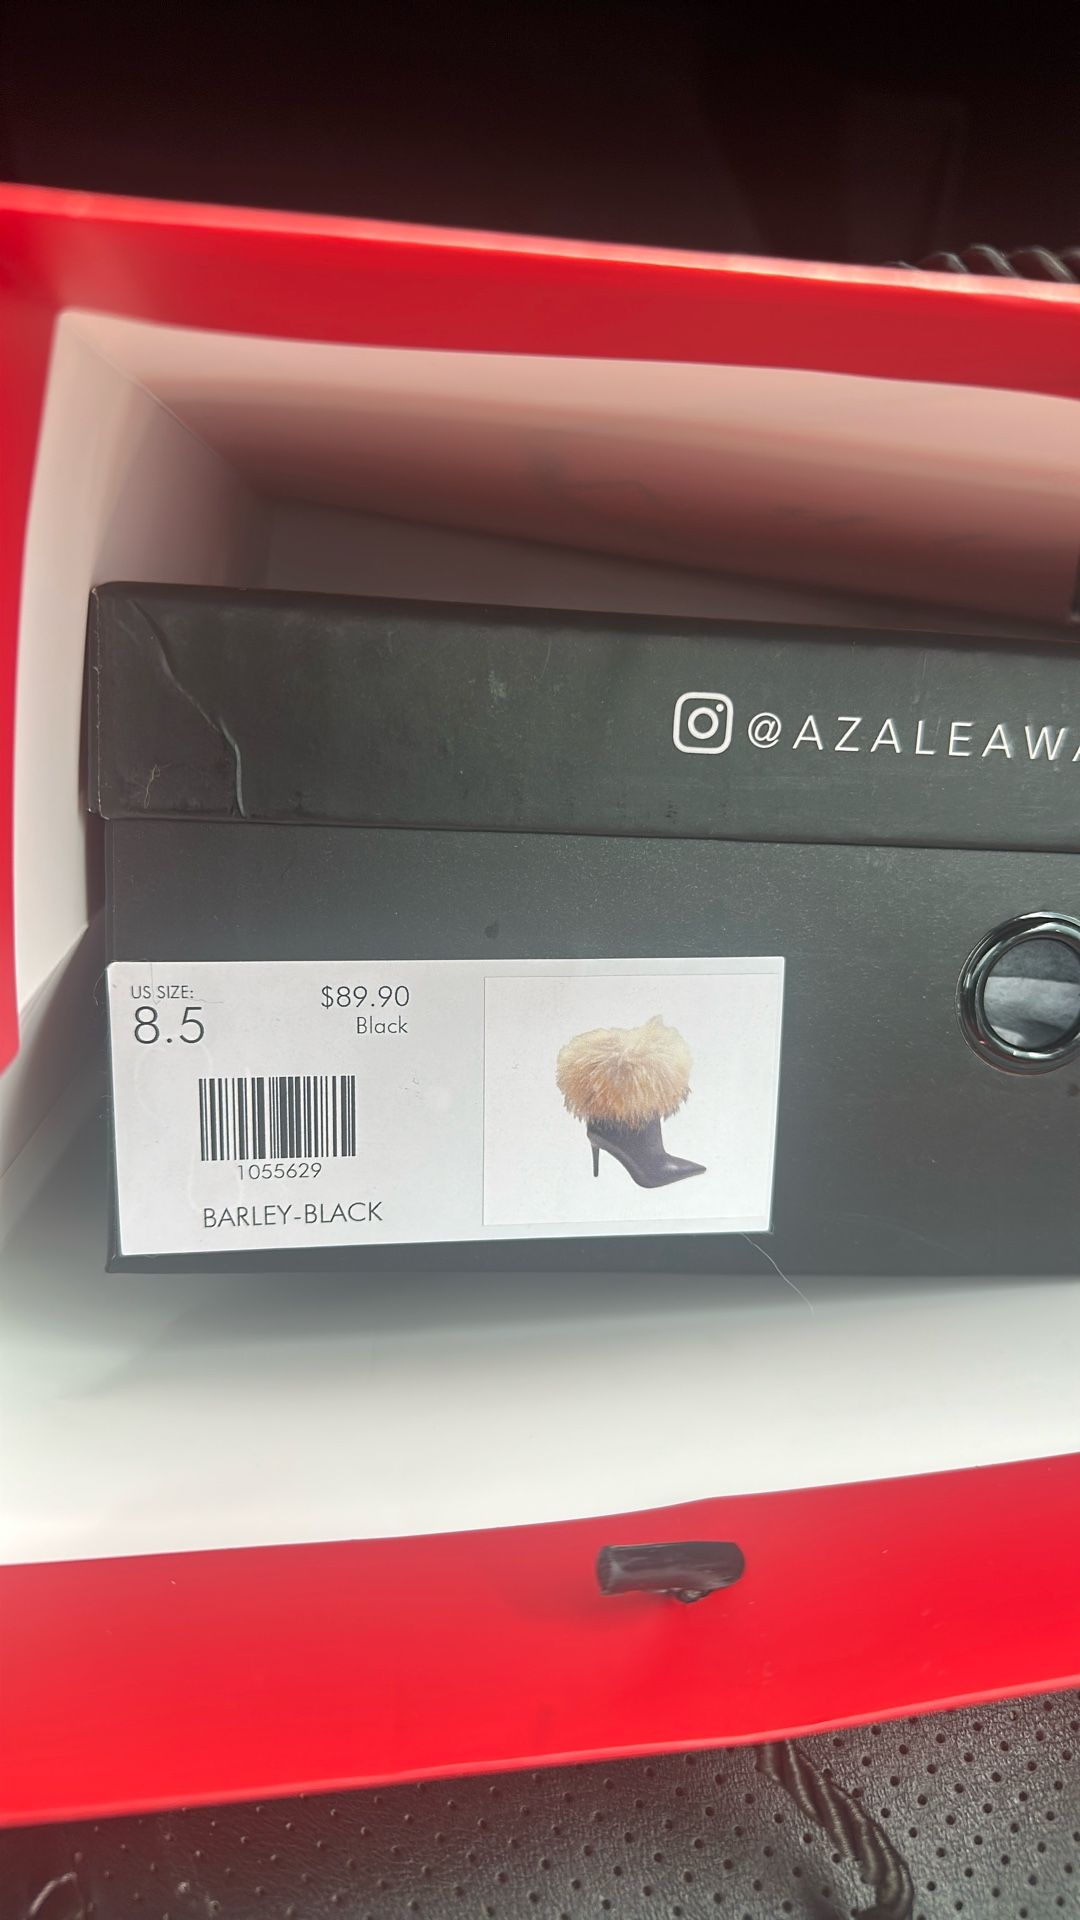 @AZALEAWA
US SIZE:
8.5
$89.90
Black
1055629
BARLEY-BLACK